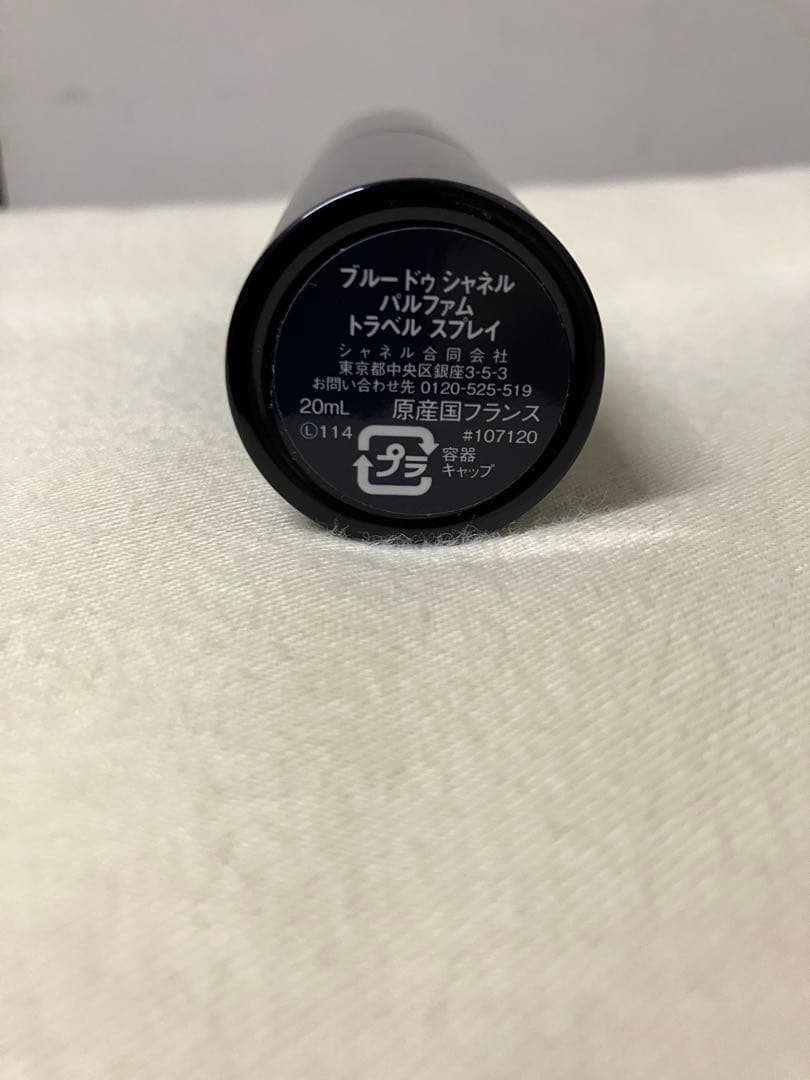 ブルー ドゥ シャネル
パルファム
トラベル スプレイ
シャネル合同会社
東京都中央区銀座3-5-3
お問い合わせ先 0120-525-519
20mL 原産国フランス
Ⓛ114 #107120
プラ 容器
キャップ